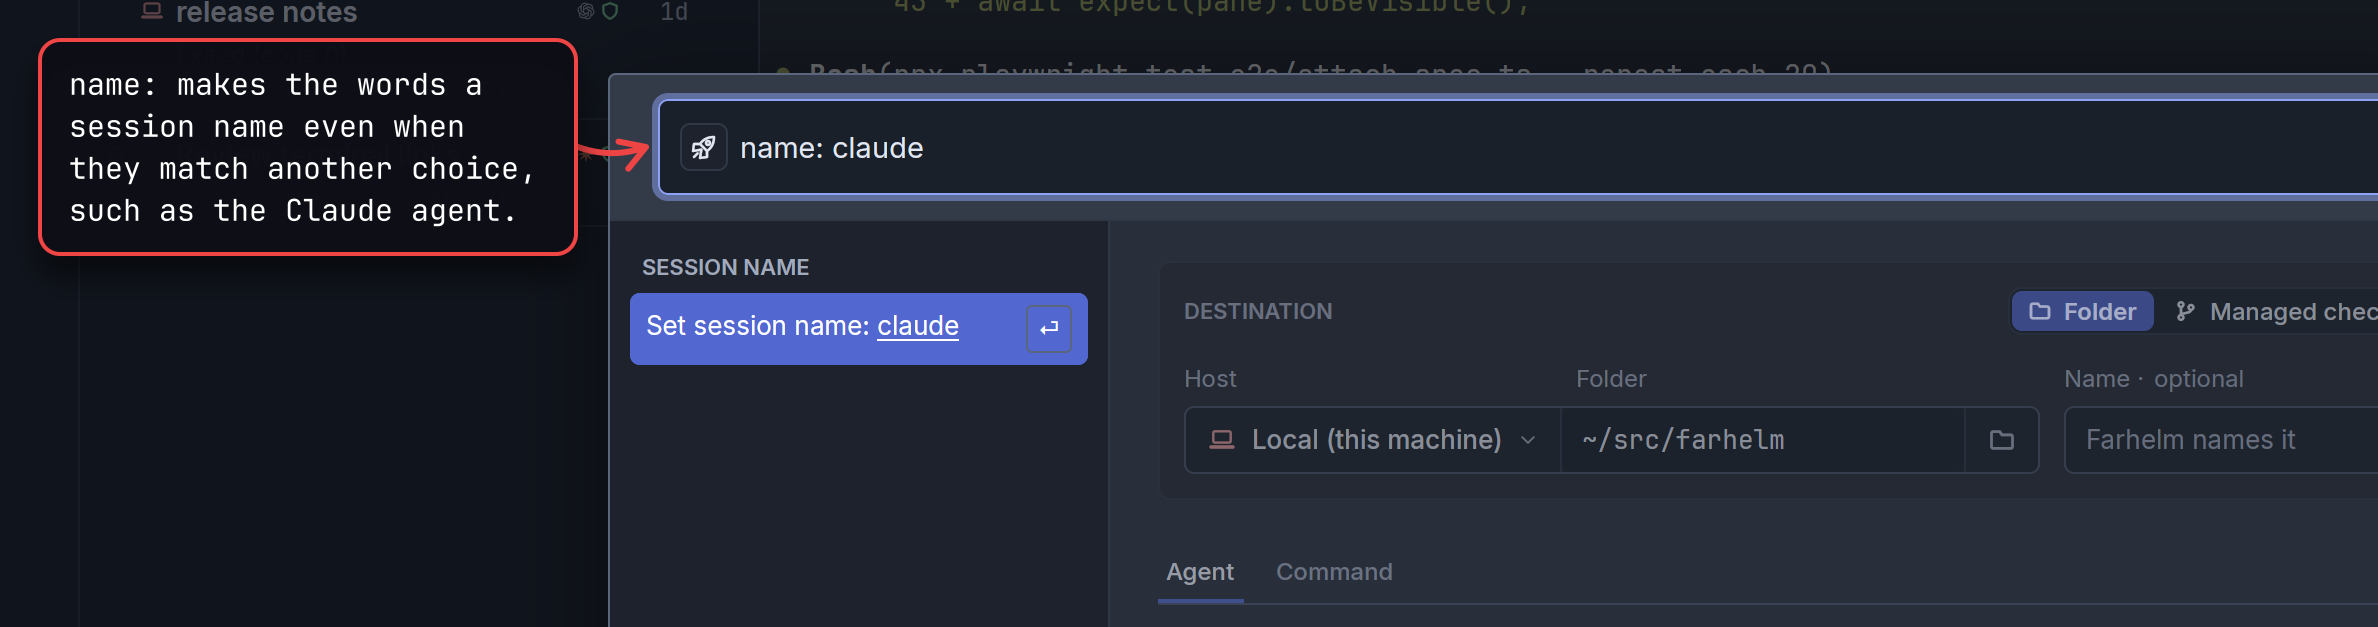 release notes
1d
43 + await expect(pane).toBeVisible();
name: makes the words a
session name even when
they match another choice,
such as the Claude agent.
name: claude
SESSION NAME
Set session name: claude
DESTINATION
Folder
Managed chec
Host
Folder
Name · optional
Local (this machine)
~/src/farhelm
Farhelm names it
Agent
Command